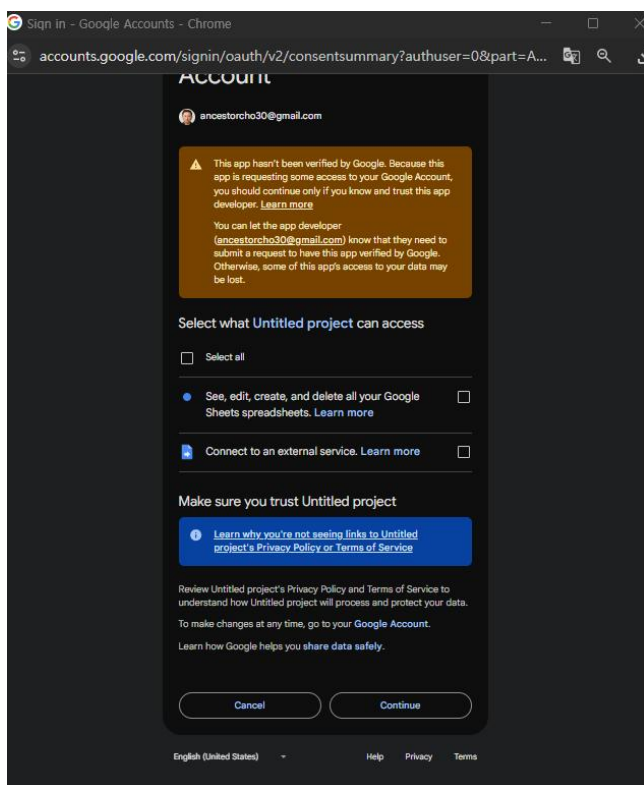 Sign in - Google Accounts - Chrome
accounts.google.com/signin/oauth/v2/consentsummary?authuser=0&part=A...
Account
ancestorcho30@gmail.com
This app hasn't been verified by Google. Because this
app is requesting some access to your Google Account,
you should continue only if you know and trust this app
developer. Learn more
You can let the app developer
(ancestorcho30@gmail.com) know that they need to
submit a request to have this app verified by Google.
Otherwise, some of this app's access to your data may
be lost.
Select what Untitled project can access
Select all
See, edit, create, and delete all your Google
Sheets spreadsheets. Learn more
Connect to an external service. Learn more
Make sure you trust Untitled project
Learn why you're not seeing links to Untitled
project's Privacy Policy or Terms of Service
Review Untitled project's Privacy Policy and Terms of Service to
understand how Untitled project will process and protect your data.
To make changes at any time, go to your Google Account.
Learn how Google helps you share data safely.
Cancel Continue
English (United States) Help Privacy Terms